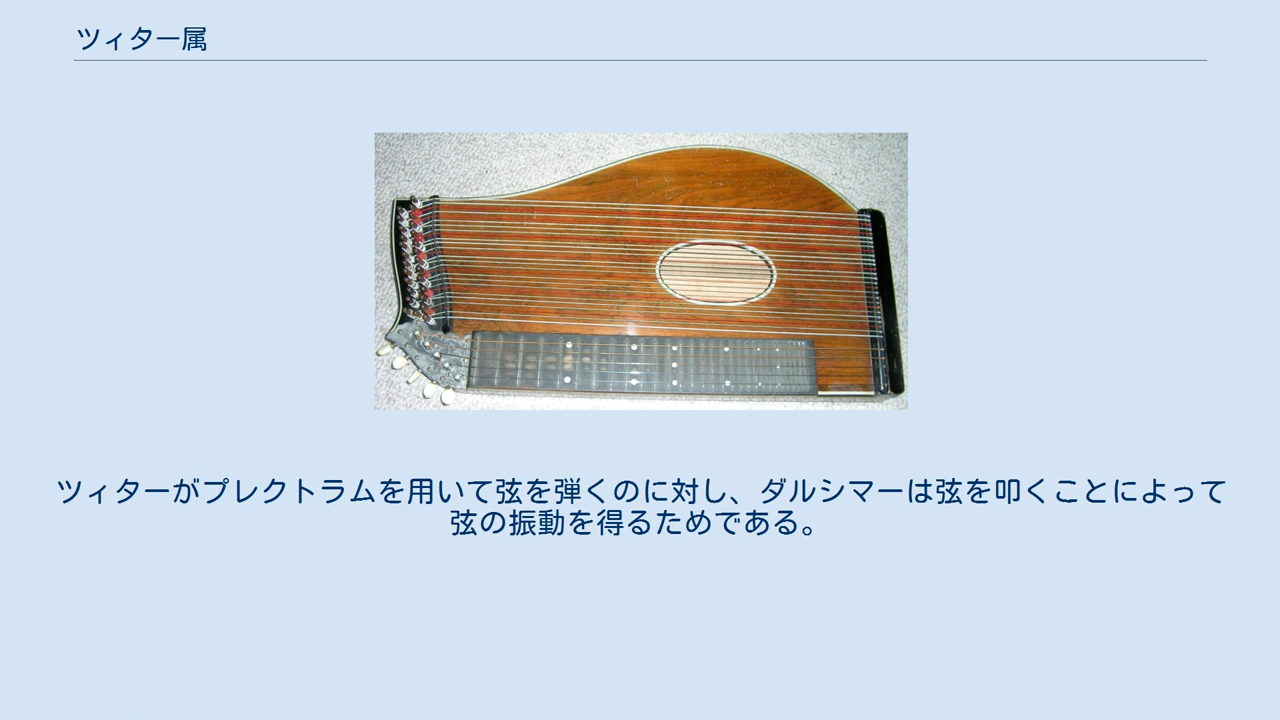 ツィター属
ツィターがプレクトラムを用いて弦を弾くのに対し、ダルシマーは弦を叩くことによって
弦の振動を得るためである。